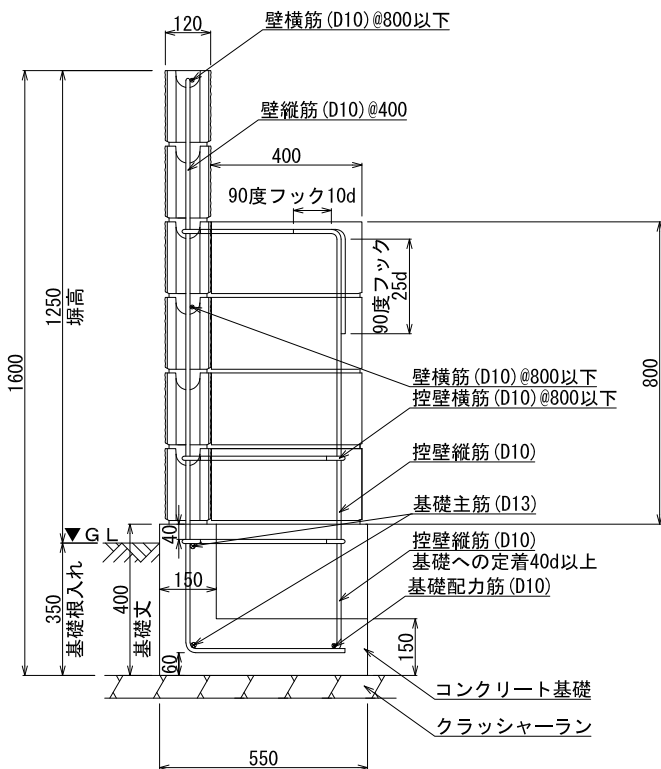 120
壁横筋(D10)@800以下
壁縦筋(D10)@400
400
90度フック10d
90度フック
25d
1600
1250
塀高
800
壁横筋(D10)@800以下
控壁横筋(D10)@800以下
控壁縦筋(D10)
基礎主筋(D13)
▼GL
40
控壁縦筋(D10)
基礎への定着40d以上
基礎配力筋(D10)
350
基礎根入れ
400
基礎丈
150
60
150
コンクリート基礎
クラッシャーラン
550